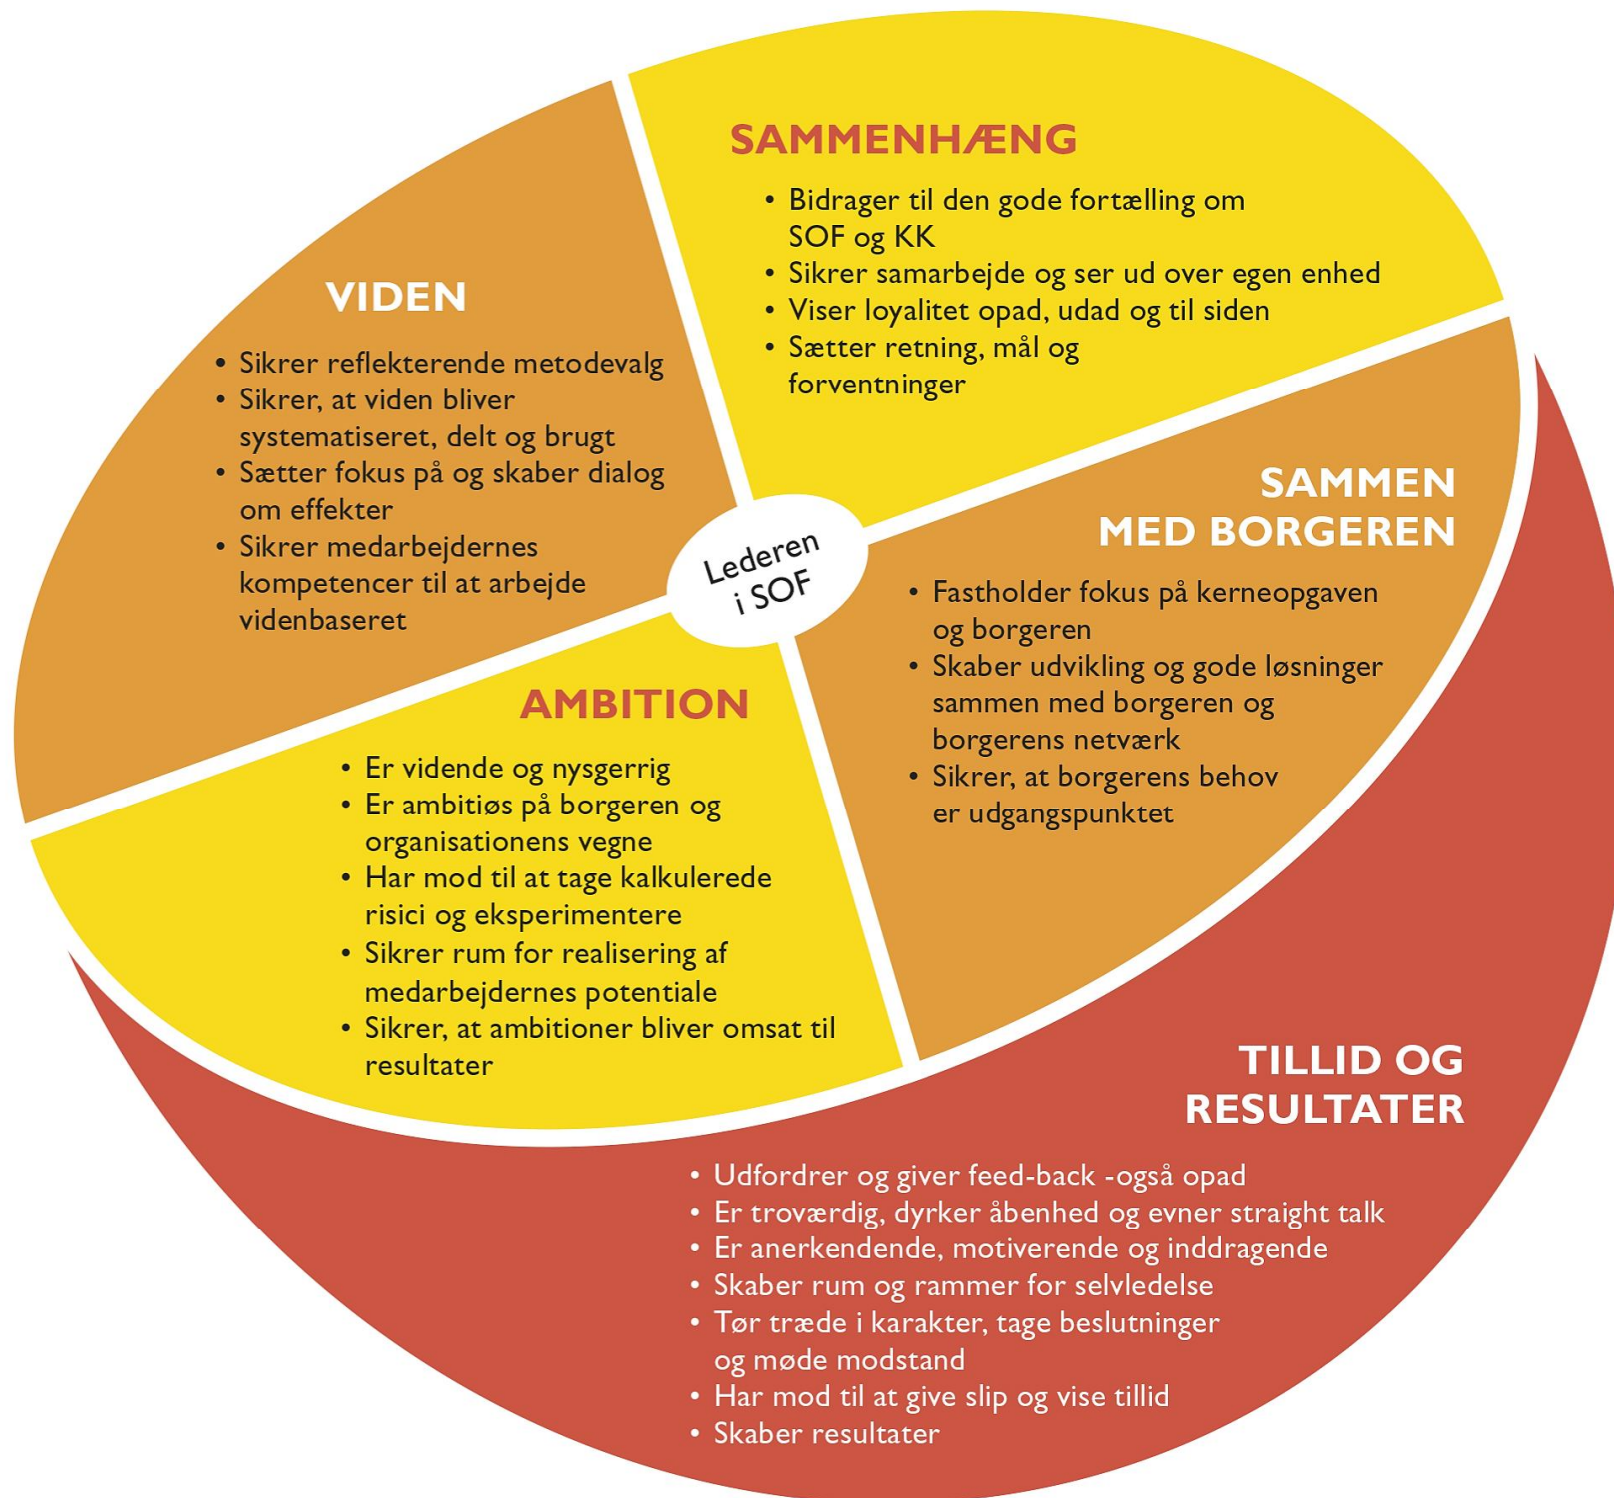 SAMMENHÆNG
• Bidrager til den gode fortælling om
SOF og KK
• Sikrer samarbejde og ser ud over egen enhed
• Viser loyalitet opad, udad og til siden
• Sætter retning, mål og
forventninger
VIDEN
• Sikrer reflekterende metodevalg
• Sikrer, at viden bliver
systematiseret, delt og brugt
• Sætter fokus på og skaber dialog
om effekter
• Sikrer medarbejdernes
kompetencer til at arbejde
videnbaseret
Lederen
i SOF
SAMMEN
MED BORGEREN
• Fastholder fokus på kerneopgaven
og borgeren
• Skaber udvikling og gode løsninger
sammen med borgeren og
borgerens netværk
• Sikrer, at borgerens behov
er udgangspunktet
AMBITION
• Er vidende og nysgerrig
• Er ambitiøs på borgeren og
organisationens vegne
• Har mod til at tage kalkulerede
risici og eksperimentere
• Sikrer rum for realisering af
medarbejdernes potentiale
• Sikrer, at ambitioner bliver omsat til
resultater
TILLID OG
RESULTATER
• Udfordrer og giver feed-back -også opad
• Er troværdig, dyrker åbenhed og evner straight talk
• Er anerkendende, motiverende og inddragende
• Skaber rum og rammer for selvledelse
• Tør træde i karakter, tage beslutninger
og møde modstand
• Har mod til at give slip og vise tillid
• Skaber resultater